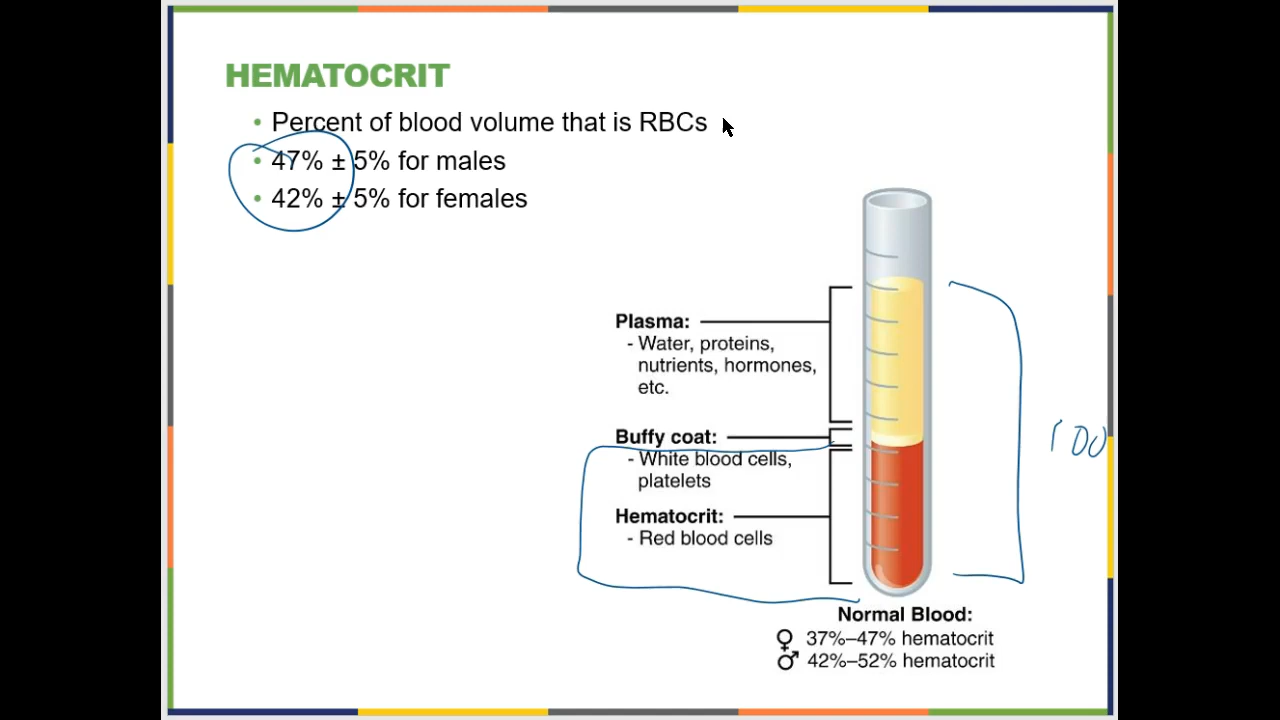 HEMATOCRIT
• Percent of blood volume that is RBCs
• 47% ± 5% for males
• 42% ± 5% for females
Plasma:
- Water, proteins,
nutrients, hormones,
etc.
Buffy coat:
- White blood cells,
platelets
Hematocrit:
- Red blood cells
100
Normal Blood:
♀ 37%–47% hematocrit
♂ 42%–52% hematocrit